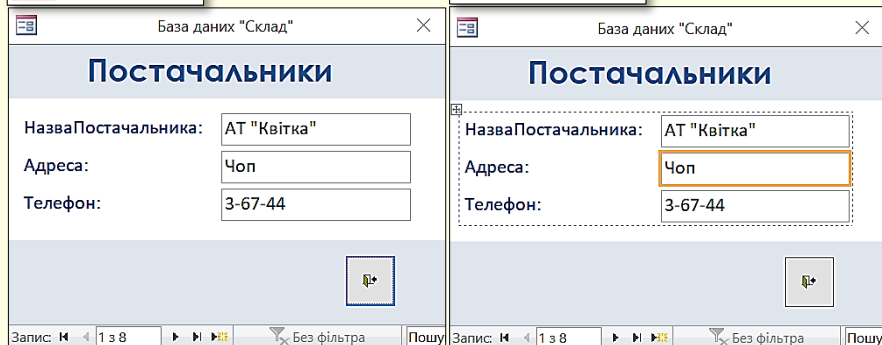 База даних "Склад"
Постачальники
НазваПостачальника: АТ "Квітка"
Адреса: Чоп
Телефон: 3-67-44
Запис: 1 з 8 Без фільтра Пошу
База даних "Склад"
Постачальники
НазваПостачальника: АТ "Квітка"
Адреса: Чоп
Телефон: 3-67-44
Запис: 1 з 8 Без фільтра Пошу